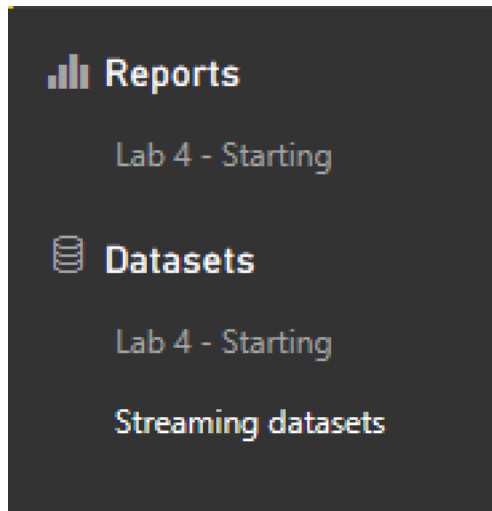 Reports
Lab 4 - Starting
Datasets
Lab 4 - Starting
Streaming datasets